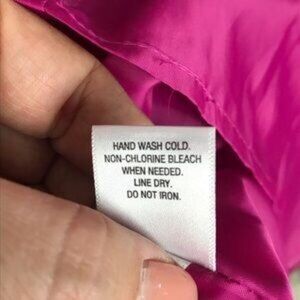 HAND WASH COLD.
NON-CHLORINE BLEACH
WHEN NEEDED.
LINE DRY.
DO NOT IRON.